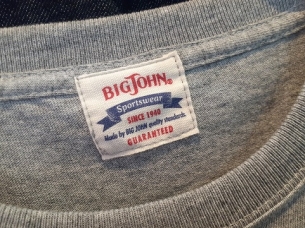 BIG JOHN®
Sportswear
SINCE 1940
Made by BIG JOHN quality standards.
GUARANTEED